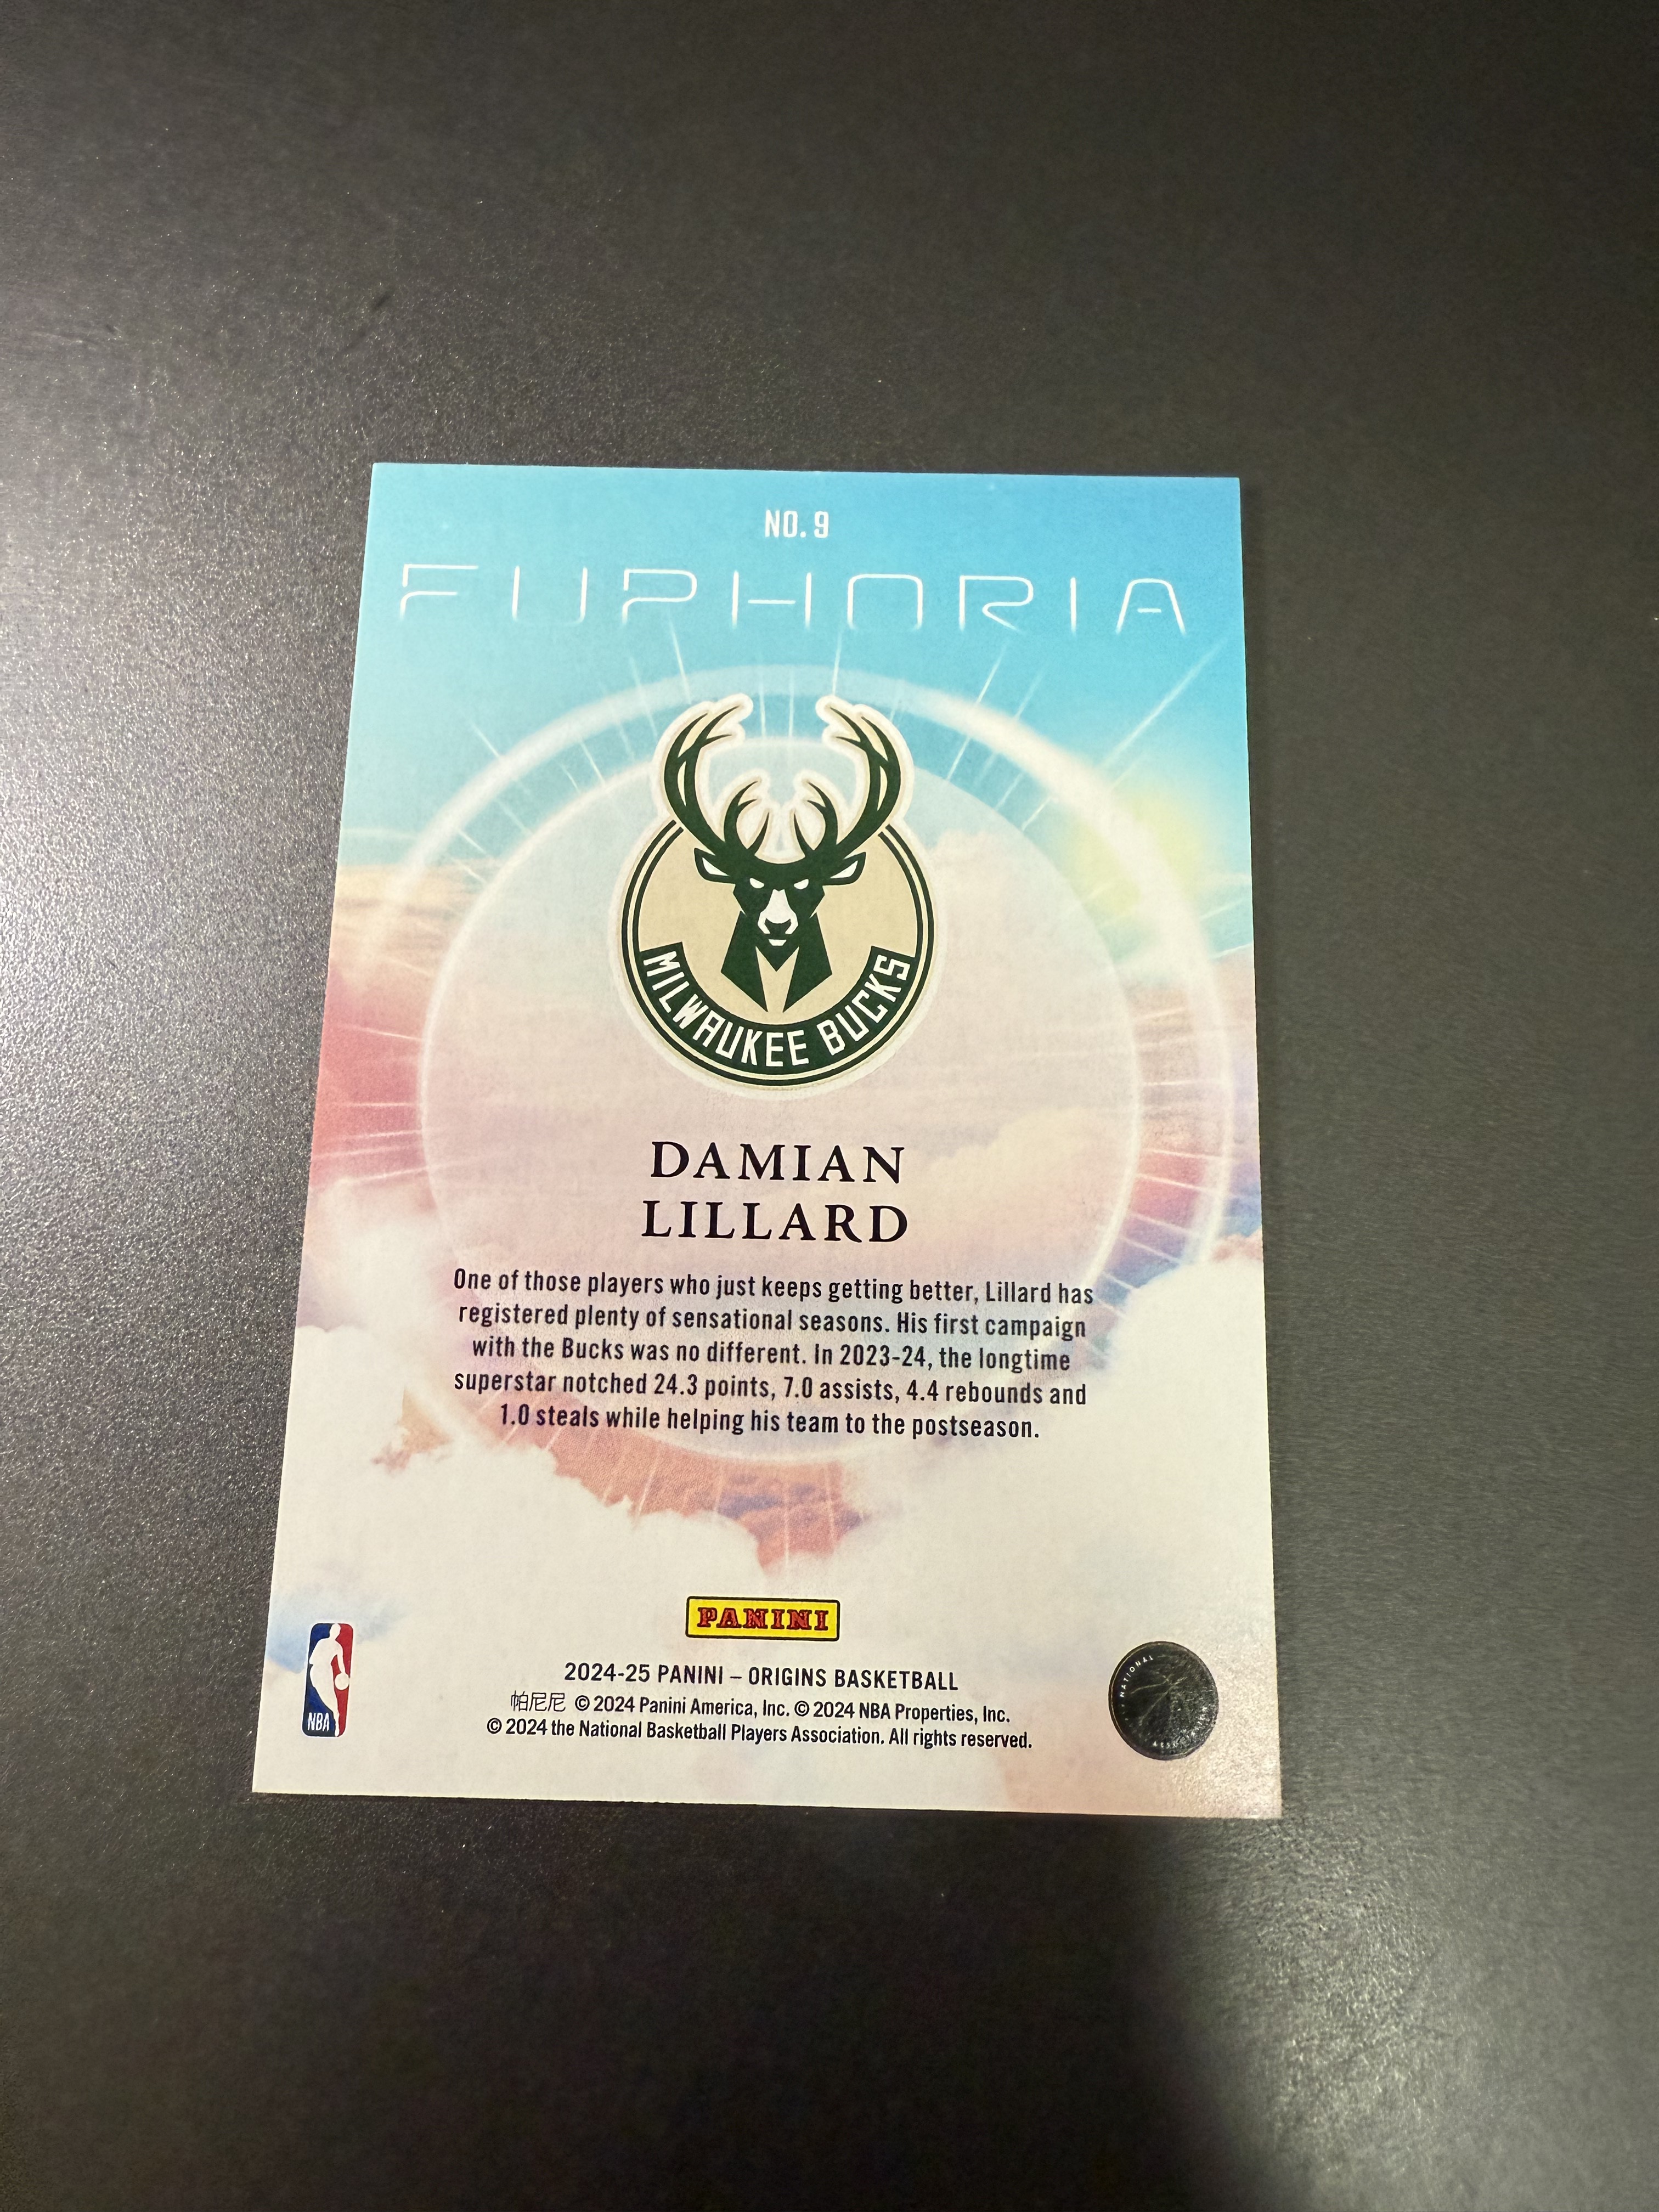 NO. 9
EUPHORIA
MILWAUKEE BUCKS
DAMIAN
LILLARD
One of those players who just keeps getting better, Lillard has
registered plenty of sensational seasons. His first campaign
with the Bucks was no different. In 2023-24, the longtime
superstar notched 24.3 points, 7.0 assists, 4.4 rebounds and
1.0 steals while helping his team to the postseason.
PANINI
2024-25 PANINI – ORIGINS BASKETBALL
帕尼尼 © 2024 Panini America, Inc. © 2024 NBA Properties, Inc.
© 2024 the National Basketball Players Association. All rights reserved.
NBA
NATIONAL
ASSOCIATION